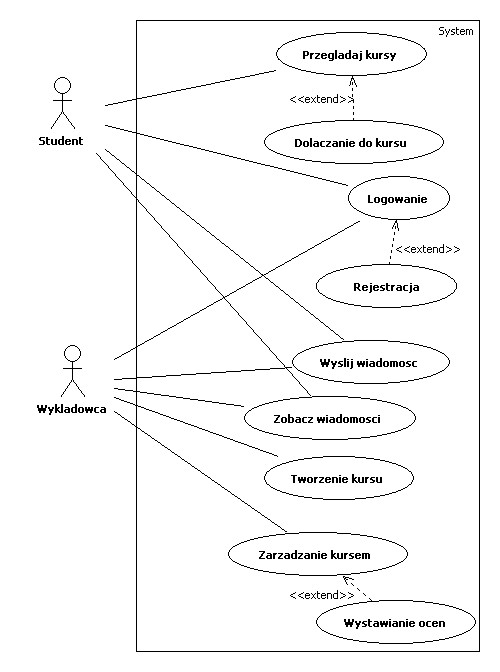 System
Przegladaj kursy
<<extend>>
Student
Dolaczanie do kursu
Logowanie
<<extend>>
Rejestracja
Wyslij wiadomosc
Wykladowca
Zobacz wiadomosci
Tworzenie kursu
Zarzadzanie kursem
<<extend>>
Wystawianie ocen